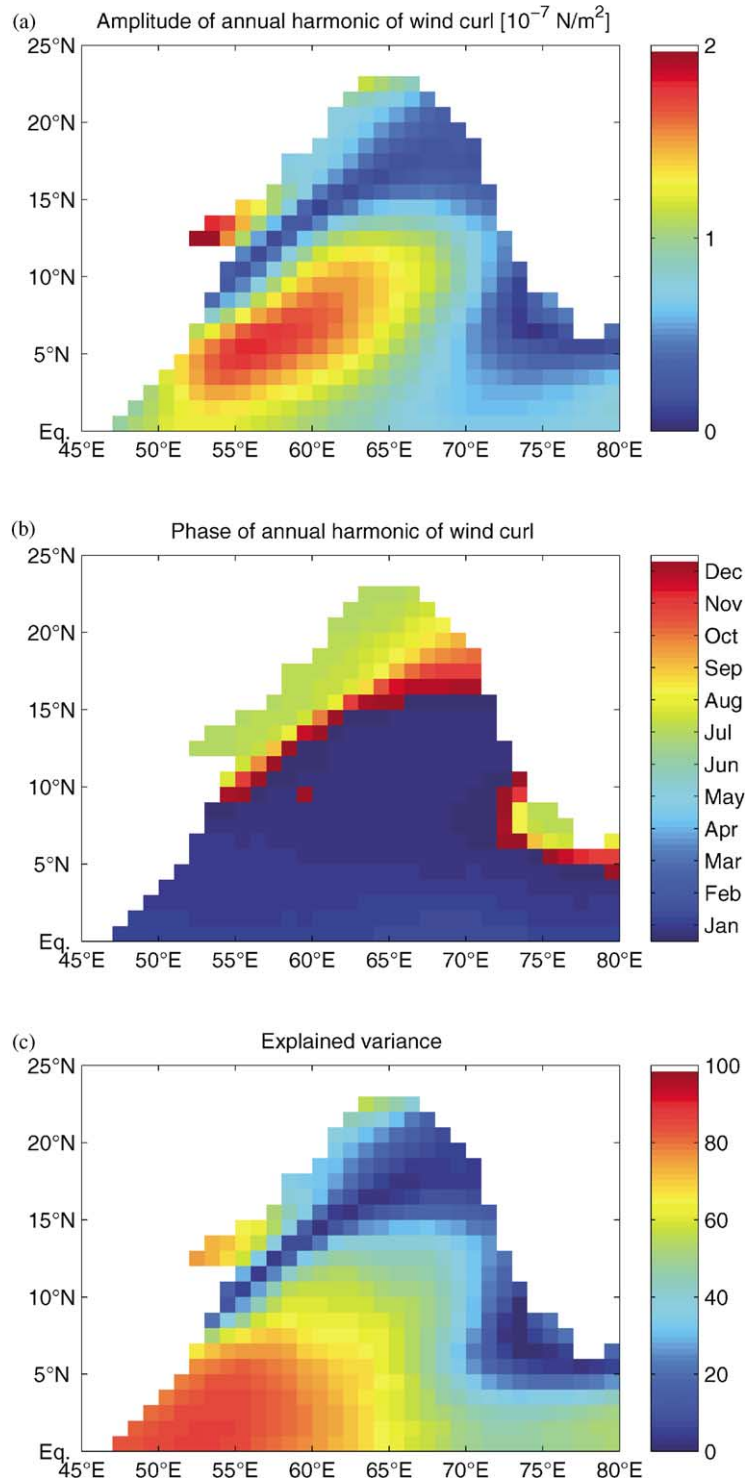 (a) Amplitude of annual harmonic of wind curl [10⁻⁷ N/m²]
25°N
20°N
15°N
10°N
5°N
Eq.
45°E 50°E 55°E 60°E 65°E 70°E 75°E 80°E
2
1
0
(b) Phase of annual harmonic of wind curl
25°N
20°N
15°N
10°N
5°N
Eq.
45°E 50°E 55°E 60°E 65°E 70°E 75°E 80°E
Dec
Nov
Oct
Sep
Aug
Jul
Jun
May
Apr
Mar
Feb
Jan
(c) Explained variance
25°N
20°N
15°N
10°N
5°N
Eq.
45°E 50°E 55°E 60°E 65°E 70°E 75°E 80°E
100
80
60
40
20
0